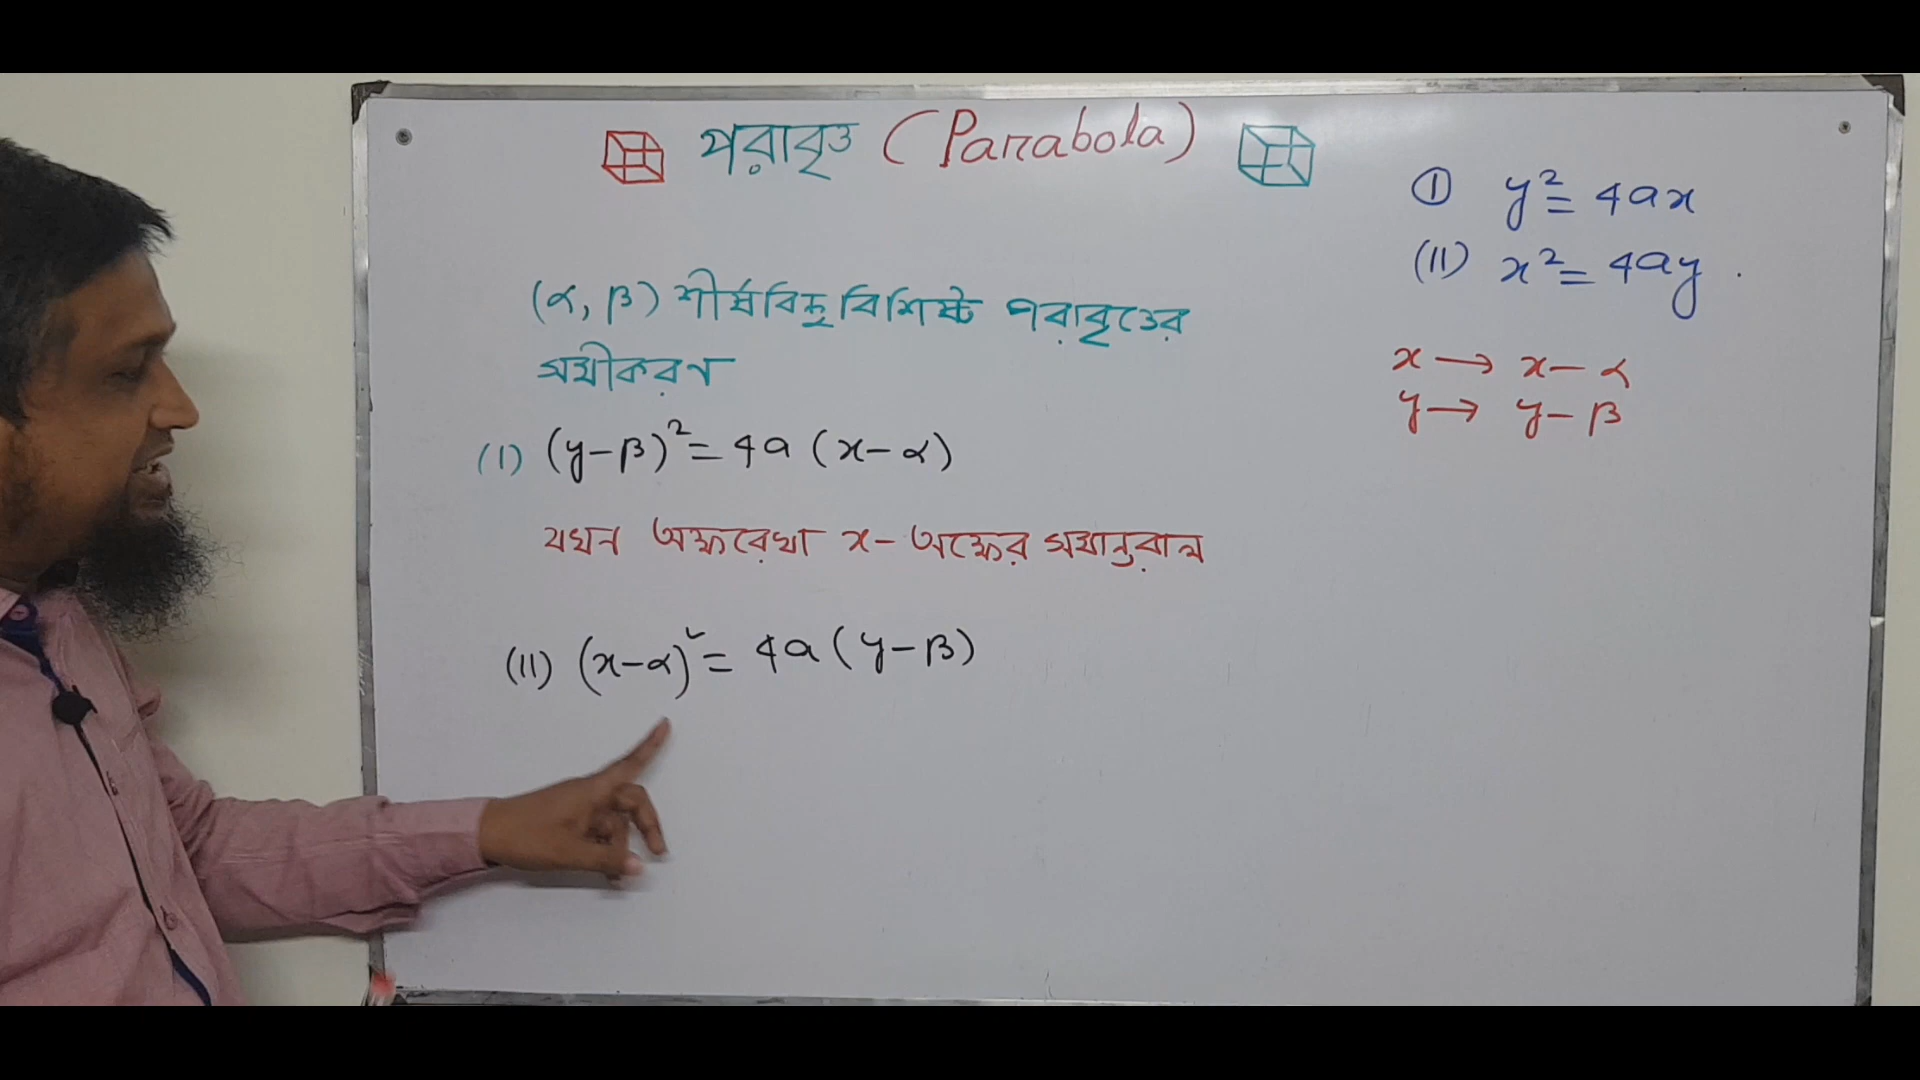 পরাবৃত্ত (Parabola)
(α, β) শীর্ষবিন্দু বিশিষ্ট পরাবৃত্তের
সমীকরণ
(I) (y-β)² = 4a (x-α)
যখন অক্ষরেখা x-অক্ষের সমান্তরাল
(II) (x-α)² = 4a (y-β)
① y² = 4ax
(II) x² = 4ay .
x → x - α
y → y - β